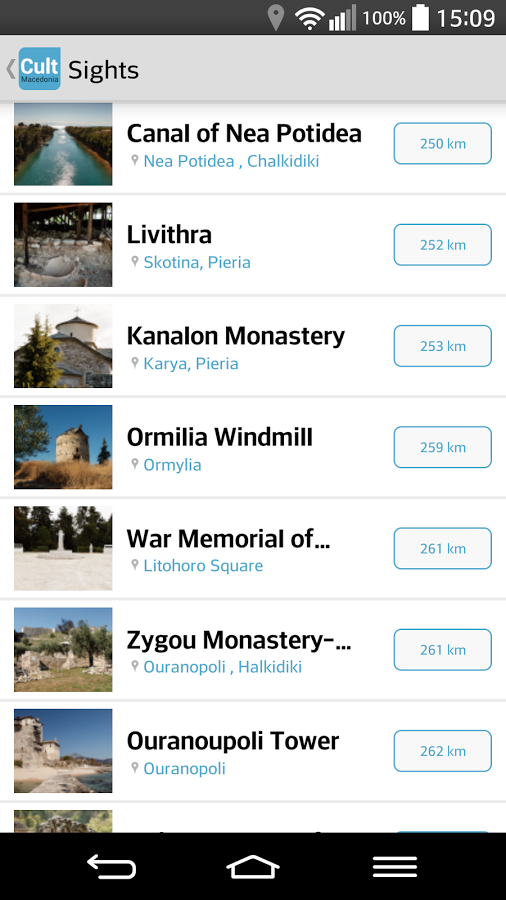 100% 15:09
Cult
Macedonia
Sights
Canal of Nea Potidea
Nea Potidea , Chalkidiki
250 km
Livithra
Skotina, Pieria
252 km
Kanalon Monastery
Karya, Pieria
253 km
Ormilia Windmill
Ormylia
259 km
War Memorial of...
Litohoro Square
261 km
Zygou Monastery-...
Ouranopoli , Halkidiki
261 km
Ouranoupoli Tower
Ouranopoli
262 km